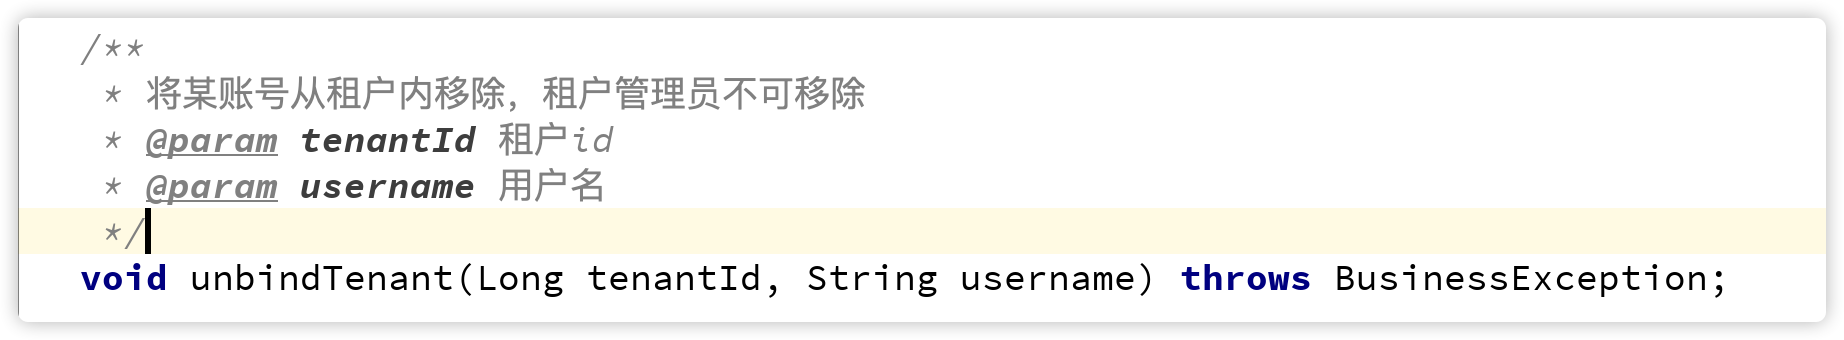 /**
* 将某账号从租户内移除，租户管理员不可移除
* @param tenantId 租户id
* @param username 用户名
*/
void unbindTenant(Long tenantId, String username) throws BusinessException;